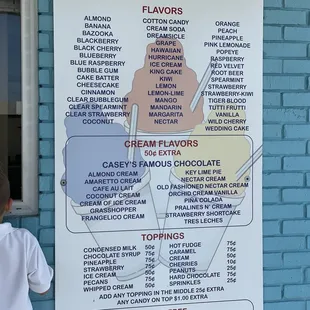 FLAVORS
ALMOND
BANANA
BAZOOKA
BLACKBERRY
BLACK CHERRY
BLUEBERRY
BLUE RASPBERRY
BUBBLE GUM
CAKE BATTER
CHEESECAKE
CINNAMON
CLEAR BUBBLEGUM
CLEAR SPEARMINT
CLEAR STRAWBERRY
COCONUT
COTTON CANDY
CREAM SODA
DREAMSICLE
GRAPE
HAWAIIAN
HURRICANE
ICE CREAM
KING CAKE
KIWI
LEMON
LEMON-LIME
MANGO
MANDARIN
MARGARITA
NECTAR
ORANGE
PEACH
PINEAPPLE
PINK LEMONADE
POPEYE
RASPBERRY
RED VELVET
ROOT BEER
SPEARMINT
STRAWBERRY
STRAWBERRY-KIWI
TIGER BLOOD
TUTTI FRUTTI
VANILLA
WILD CHERRY
WEDDING CAKE
CREAM FLAVORS
50¢ EXTRA
CASEY'S FAMOUS CHOCOLATE
ALMOND CREAM
AMARETTO CREAM
CAFE AU LAIT
COCONUT CREAM
CREAM OF ICE CREAM
GRASSHOPPER
FRANGELICO CREAM
KEY LIME PIE
NECTAR CREAM
OLD FASHIONED NECTAR CREAM
ORCHID CREAM VANILLA
PINA COLADA
PRALINES N' CREAM
STRAWBERRY SHORTCAKE
TRES LECHES
TOPPINGS
CONDENSED MILK 50¢
CHOCOLATE SYRUP 75¢
PINEAPPLE 75¢
STRAWBERRY 75¢
ICE CREAM 75¢
PECANS 75¢
WHIPPED CREAM 50¢
HOT FUDGE 75¢
CARAMEL 75¢
CREAM 50¢
CHERRIES 10¢
PEANUTS 75¢
HARD CHOCOLATE 75¢
SPRINKLES 25¢
ADD ANY TOPPING IN THE MIDDLE 25¢ EXTRA
ANY CANDY ON TOP $1.00 EXTRA